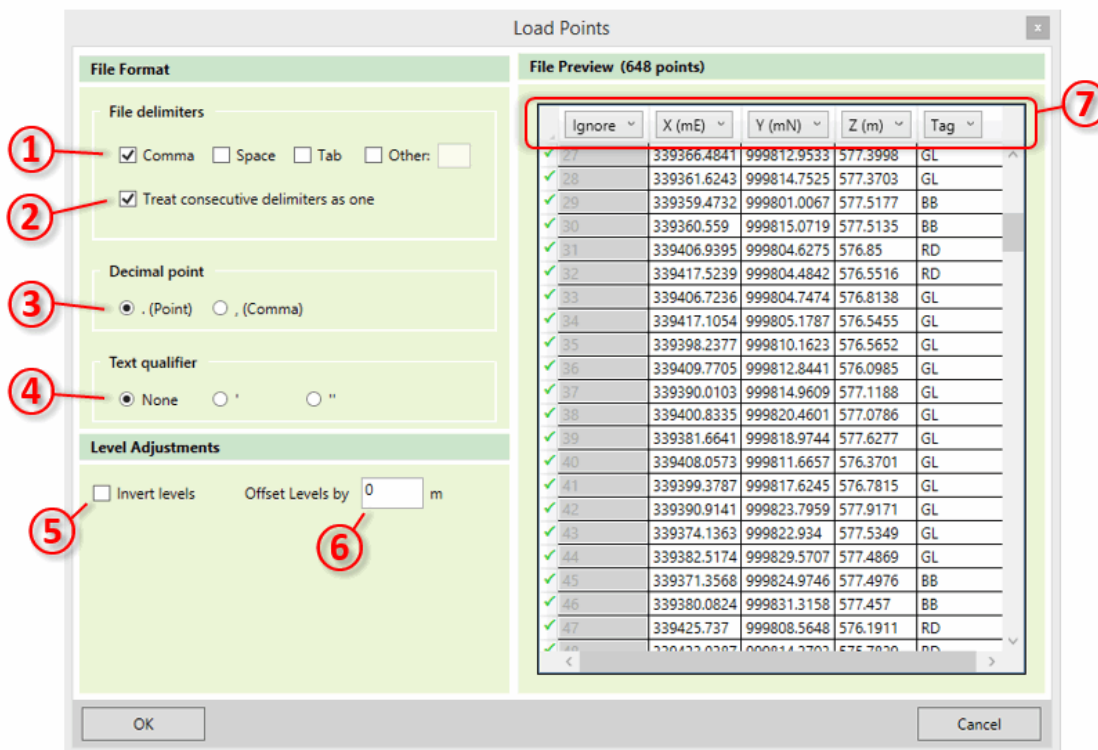 Load Points
x
File Format
File delimiters
1
Comma Space Tab Other:
2
Treat consecutive delimiters as one
Decimal point
3
. (Point) , (Comma)
Text qualifier
4
None ' "
Level Adjustments
5
Invert levels Offset Levels by 0 m
6
File Preview (648 points)
7
Ignore X (mE) Y (mN) Z (m) Tag
27 339366.4841 999812.9533 577.3998 GL
28 339361.6243 999814.7525 577.3703 GL
29 339359.4732 999801.0067 577.5177 BB
30 339360.559 999815.0719 577.5135 BB
31 339406.9395 999804.6275 576.85 RD
32 339417.5239 999804.4842 576.5516 RD
33 339406.7236 999804.7474 576.8138 GL
34 339417.1054 999805.1787 576.5455 GL
35 339398.2377 999810.1623 576.5652 GL
36 339409.7705 999812.8441 576.0985 GL
37 339390.0103 999814.9609 577.1188 GL
38 339400.8335 999820.4601 577.0786 GL
39 339381.6641 999818.9744 577.6277 GL
40 339408.0573 999811.6657 576.3701 GL
41 339399.3787 999817.6245 576.7815 GL
42 339390.9141 999823.7959 577.9171 GL
43 339374.1363 999822.934 577.5349 GL
44 339382.5174 999829.5707 577.4869 GL
45 339371.3568 999824.9746 577.4976 BB
46 339380.0824 999831.3158 577.457 BB
47 339425.737 999808.5648 576.1911 RD
OK Cancel